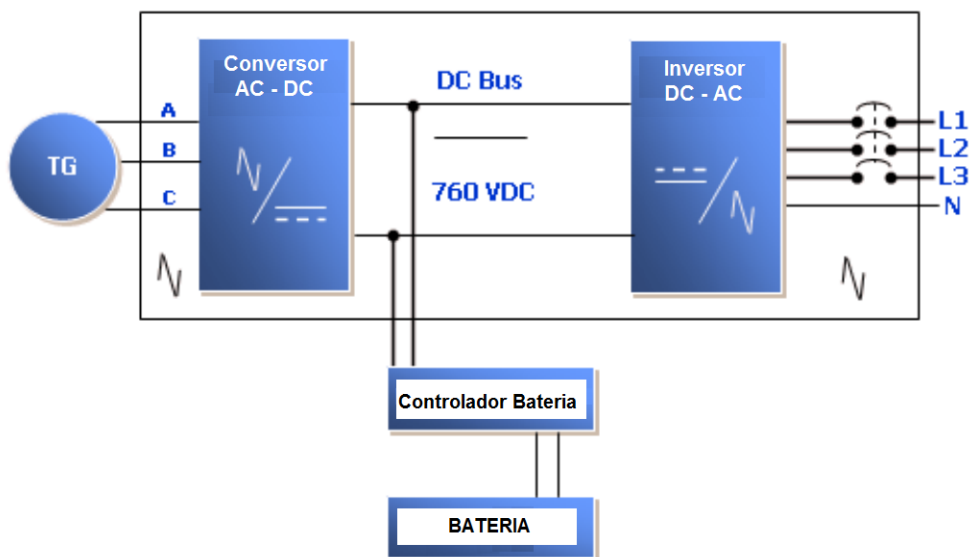 Conversor
AC - DC
DC Bus
Inversor
DC - AC
A
L1
TG
B
L2
C
760 VDC
L3
N
Controlador Bateria
BATERIA